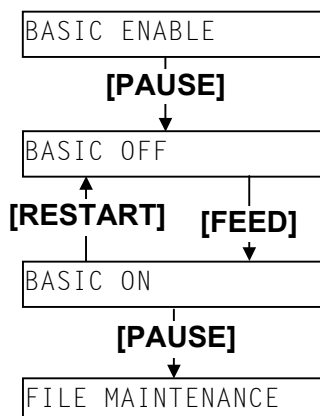 BASIC ENABLE
[PAUSE]
BASIC OFF
[RESTART] [FEED]
BASIC ON
[PAUSE]
FILE MAINTENANCE